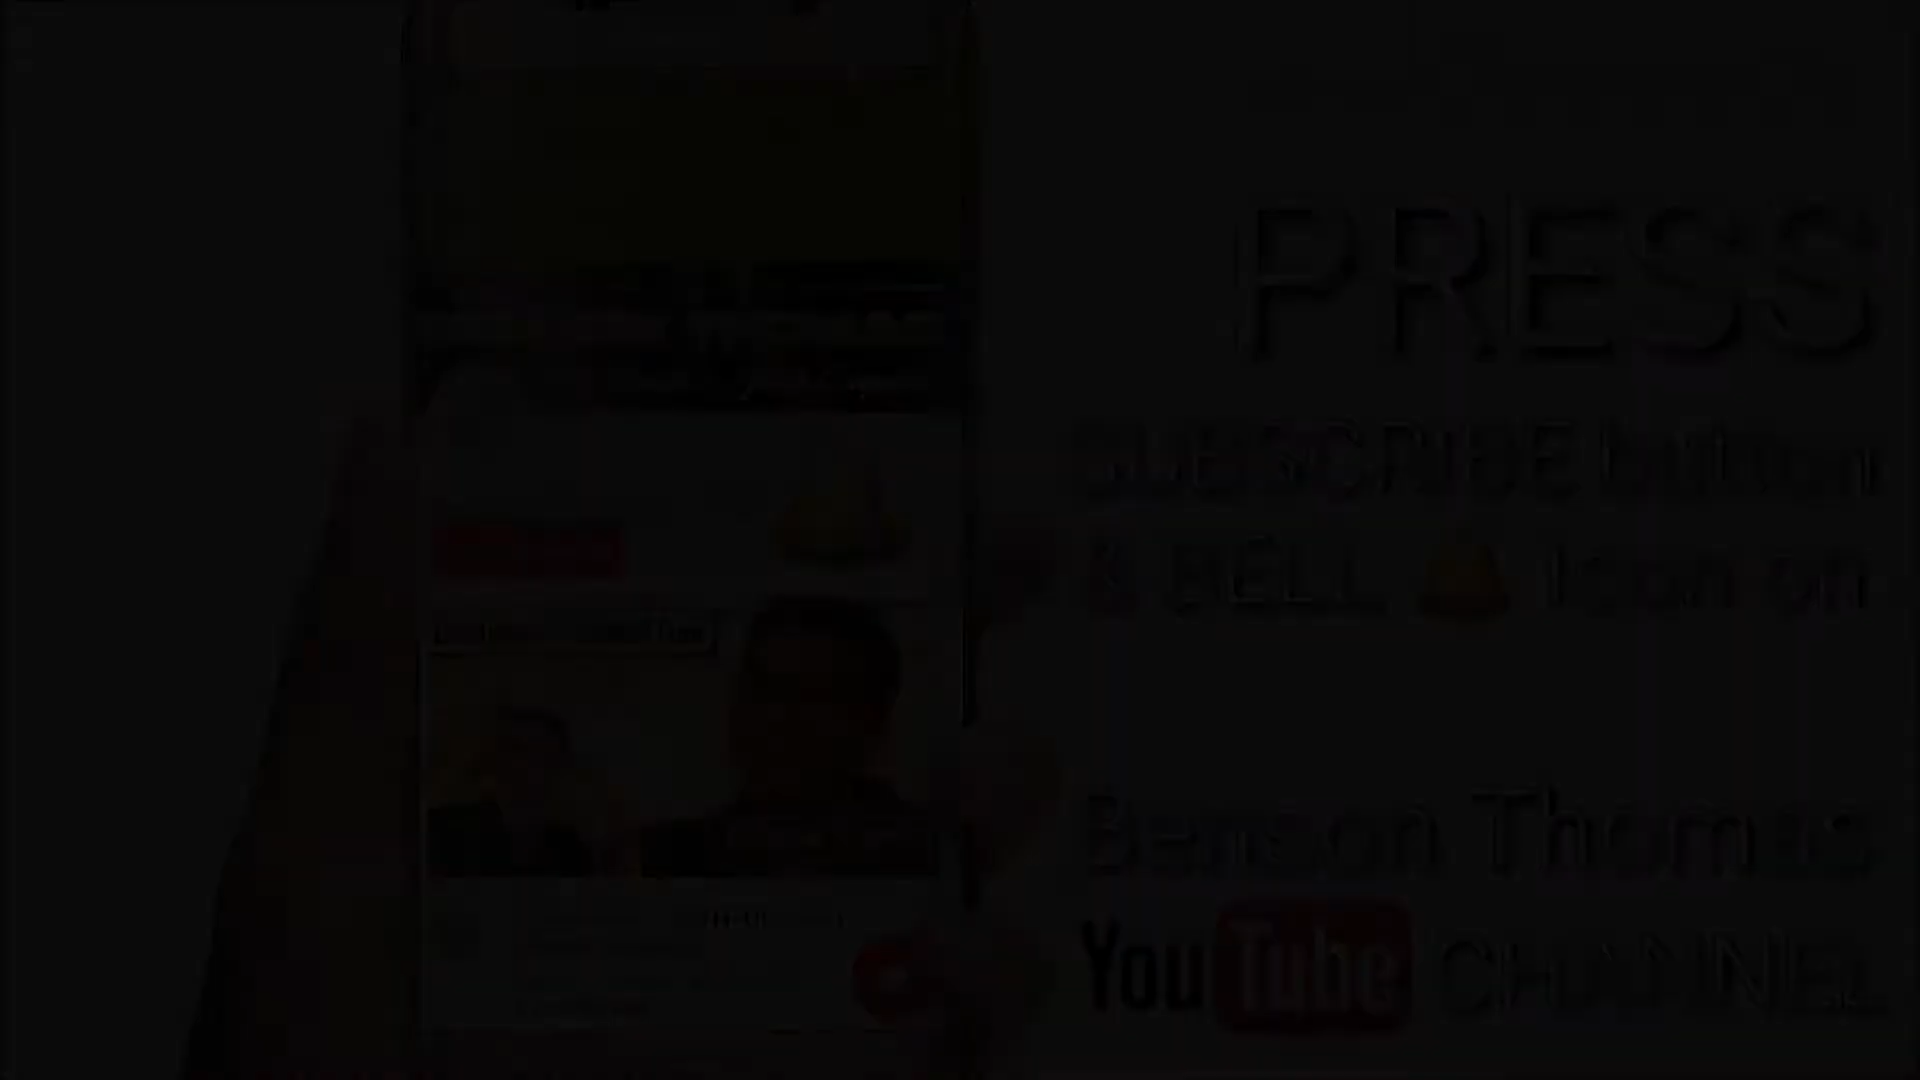 PRESS
SUBSCRIBE button
& BELL 🔔 Icon on
Benson Thomas
YouTube CHANNEL